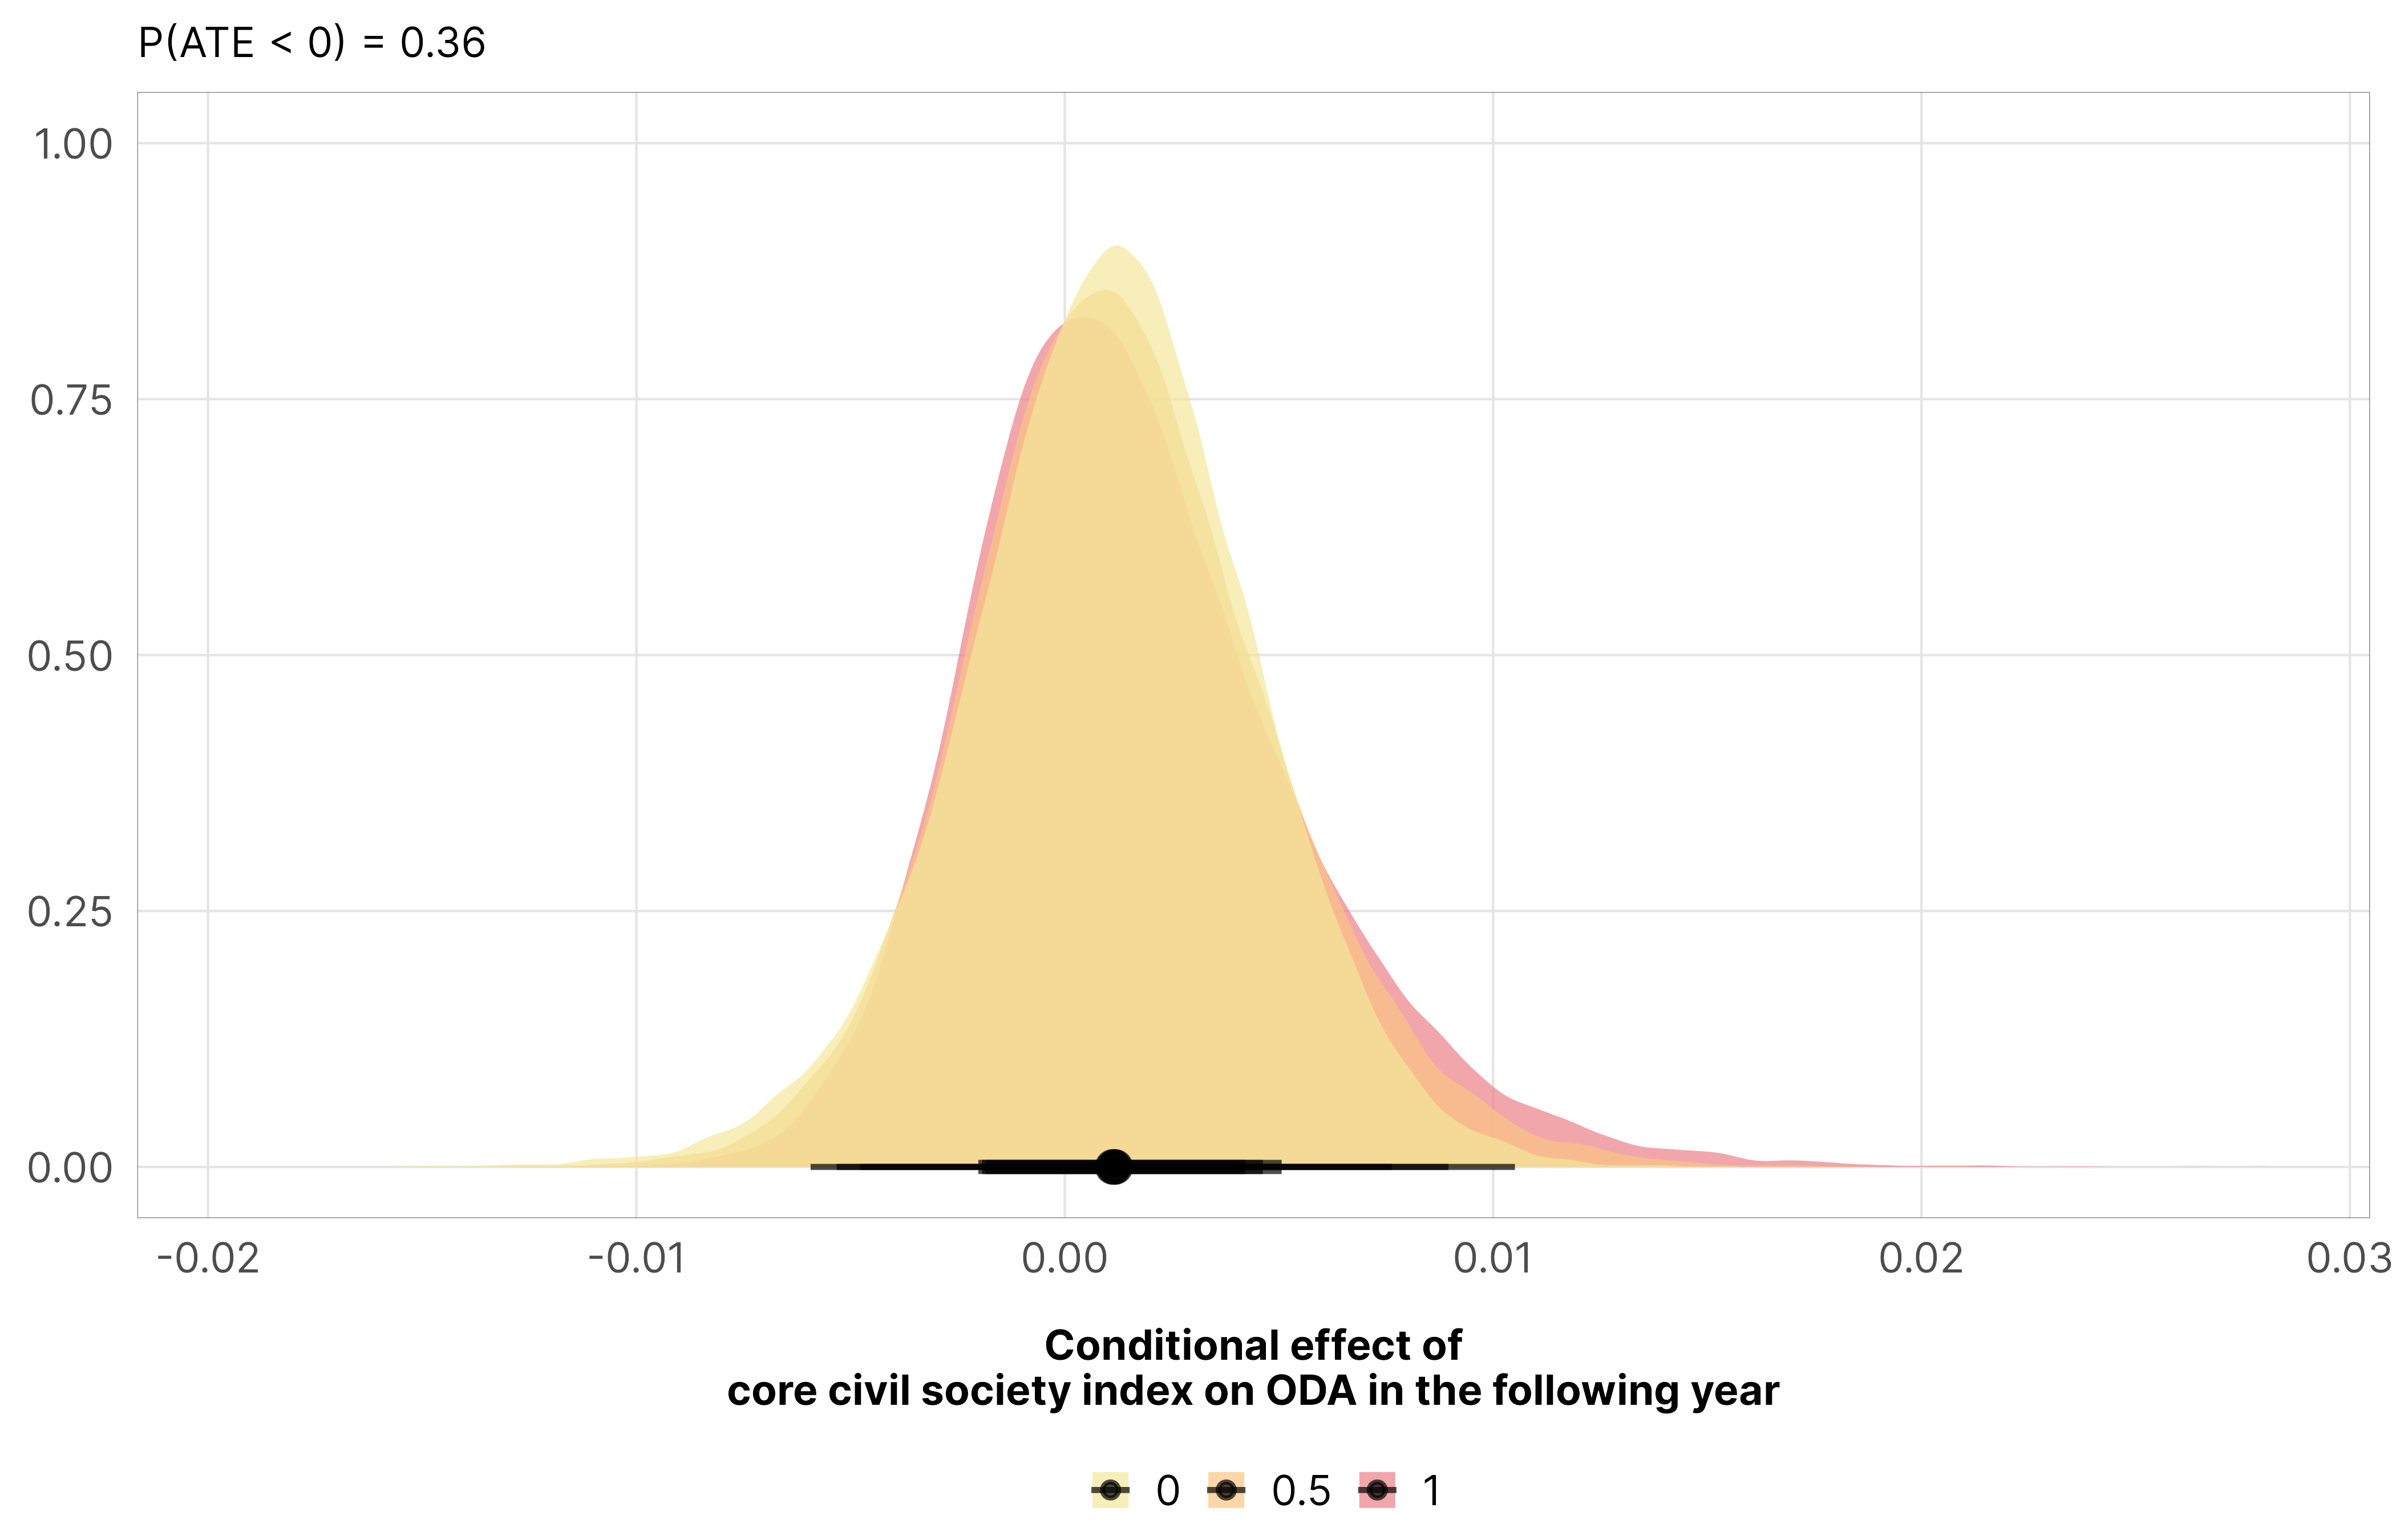 P(ATE < 0) = 0.36
1.00
0.75
0.50
0.25
0.00
-0.02 -0.01 0.00 0.01 0.02 0.03
Conditional effect of
core civil society index on ODA in the following year
0 0.5 1